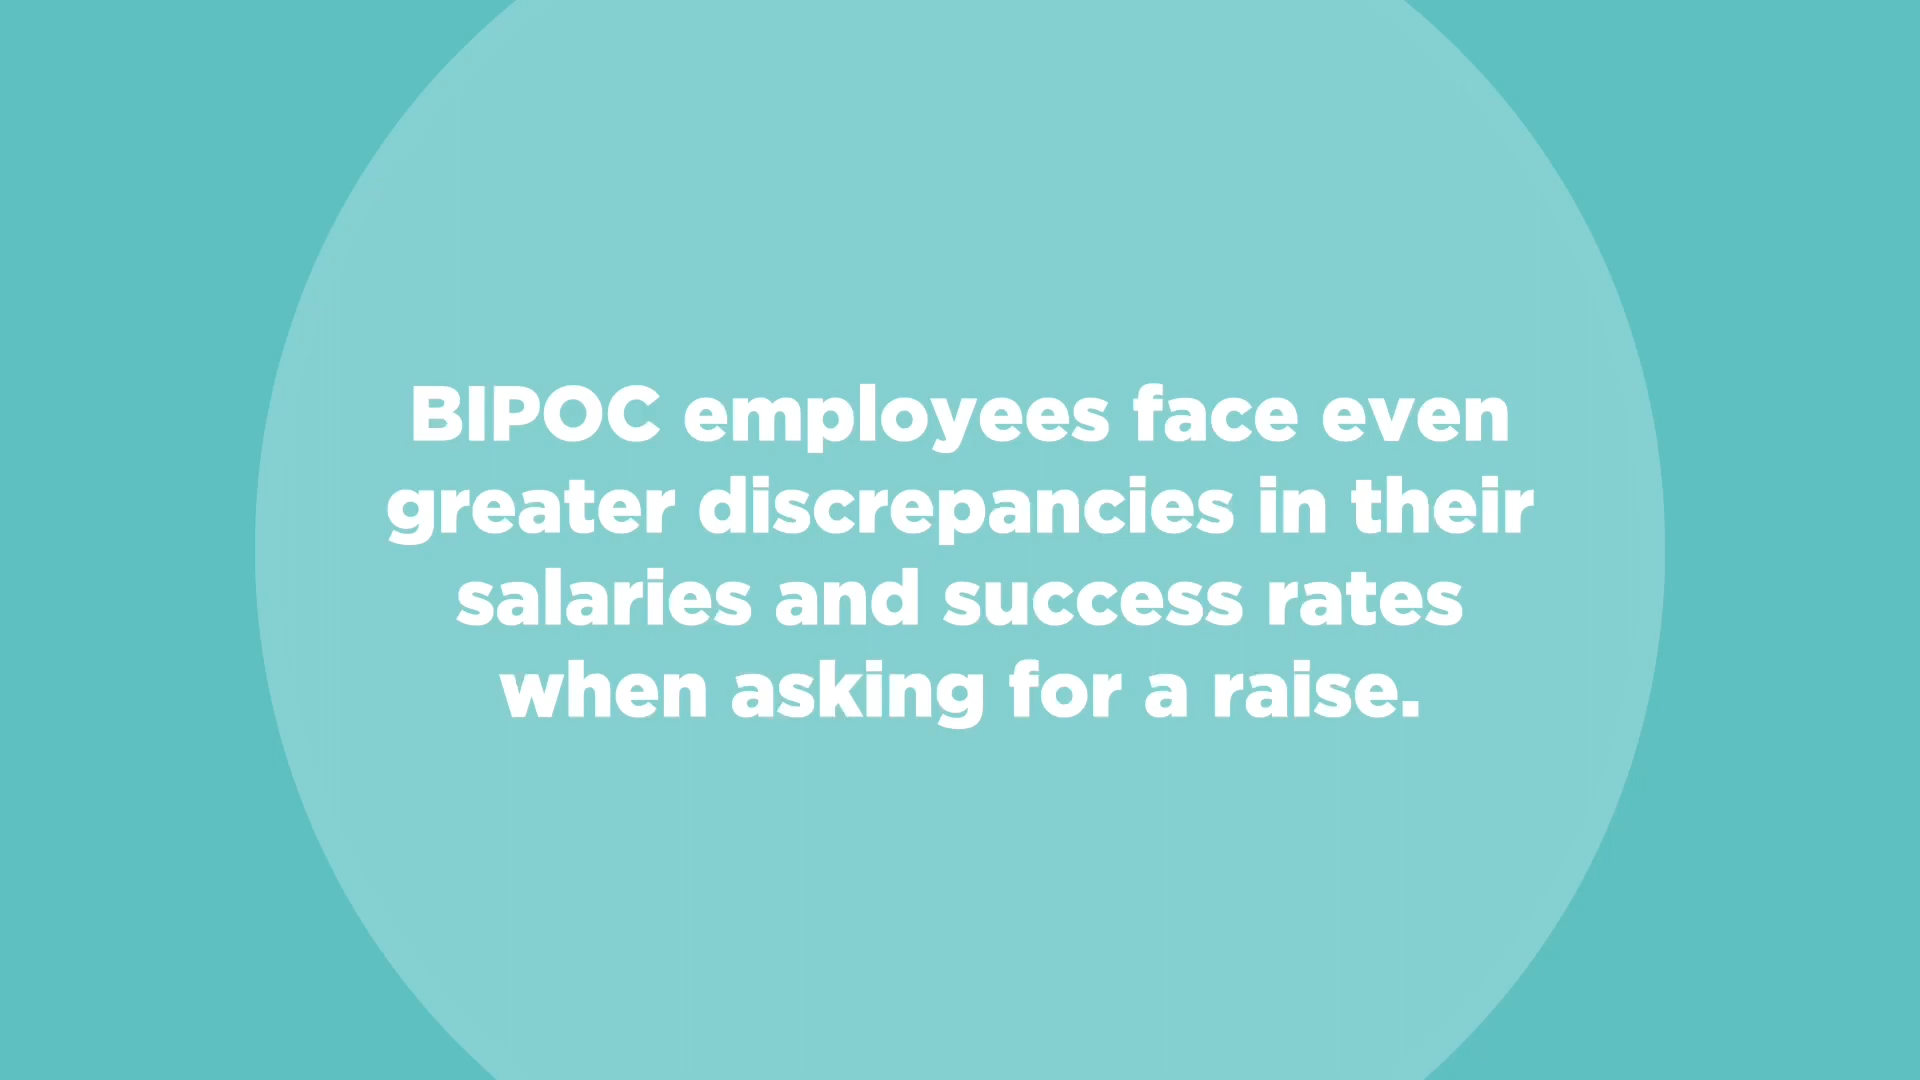 BIPOC employees face even
greater discrepancies in their
salaries and success rates
when asking for a raise.